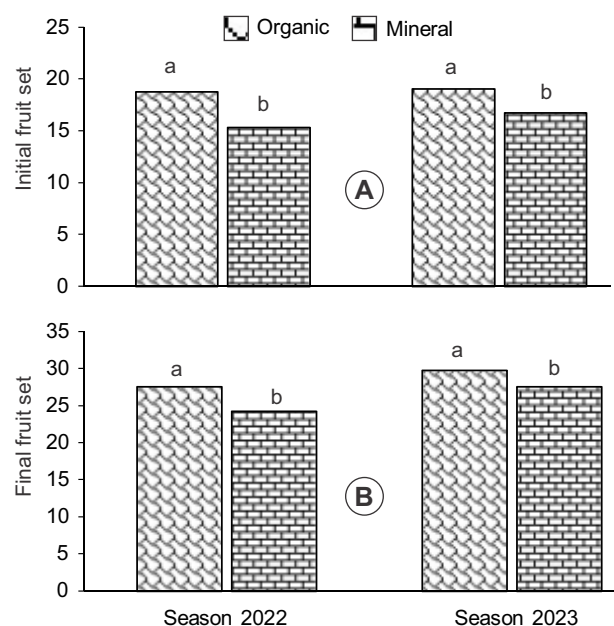 Organic Mineral
25
20
15
10
5
0
Initial fruit set
a b a b
A
35
30
25
20
15
10
5
0
Final fruit set
a b a b
B
Season 2022 Season 2023